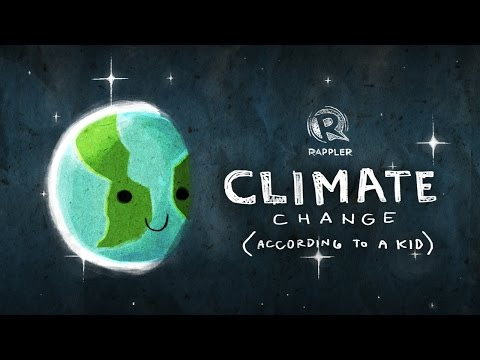 R
RAPPLER
CLIMATE
CHANGE
(ACCORDING TO A KID)